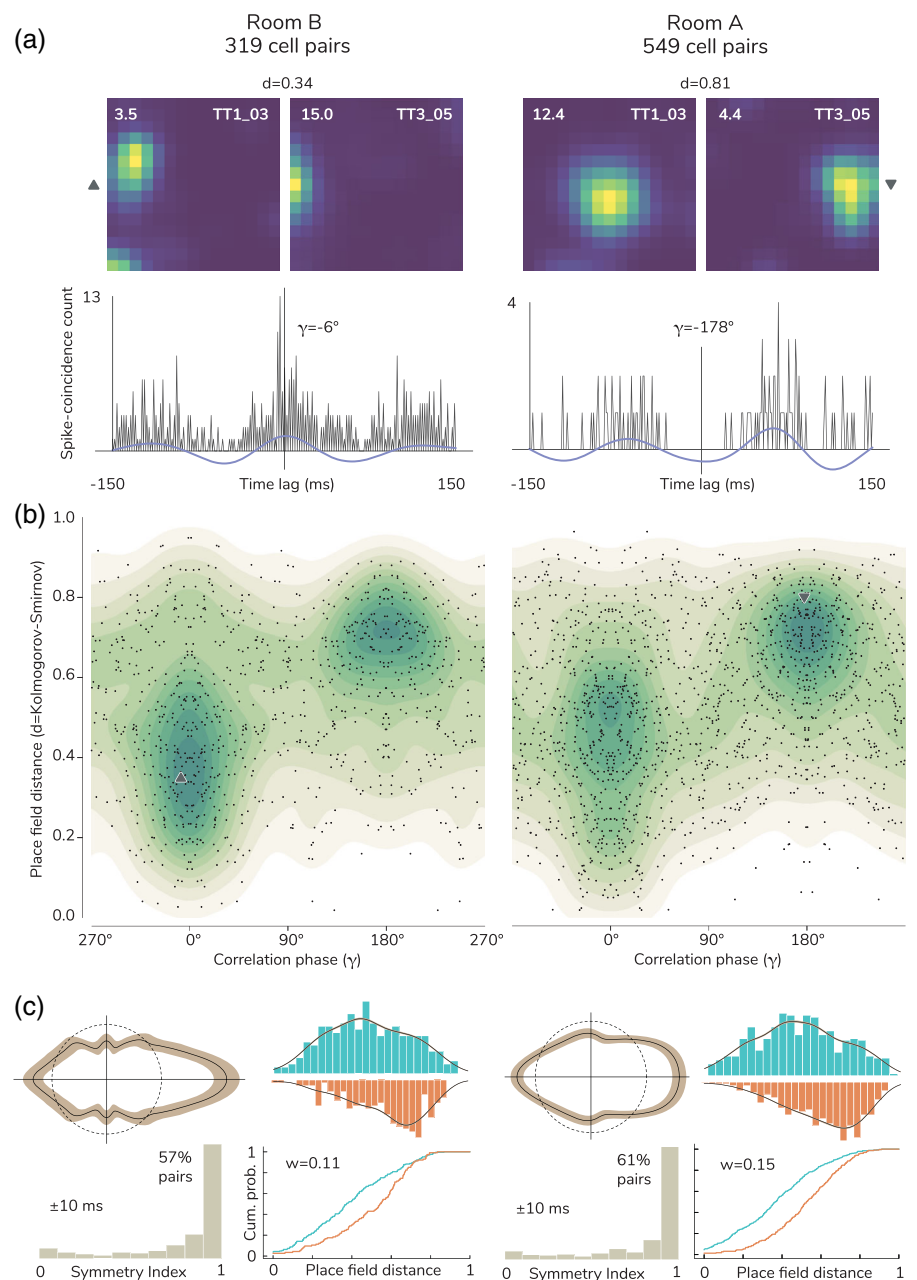 (a)
Room B
319 cell pairs
d=0.34
3.5 TT1_03
15.0 TT3_05
Room A
549 cell pairs
d=0.81
12.4 TT1_03
4.4 TT3_05
Spike-coincidence count
13
γ=-6°
-150 Time lag (ms) 150
4
γ=-178°
-150 Time lag (ms) 150
(b)
Place field distance (d=Kolmogorov-Smirnov)
1.0
0.8
0.6
0.4
0.2
0.0
270° 0° 90° 180° 270°
Correlation phase (γ)
0° 90° 180°
Correlation phase (γ)
(c)
57%
pairs
±10 ms
0 Symmetry Index 1
Cum. prob.
1
0
w=0.11
0 Place field distance 1
61%
pairs
±10 ms
0 Symmetry Index 1
w=0.15
0 Place field distance 1